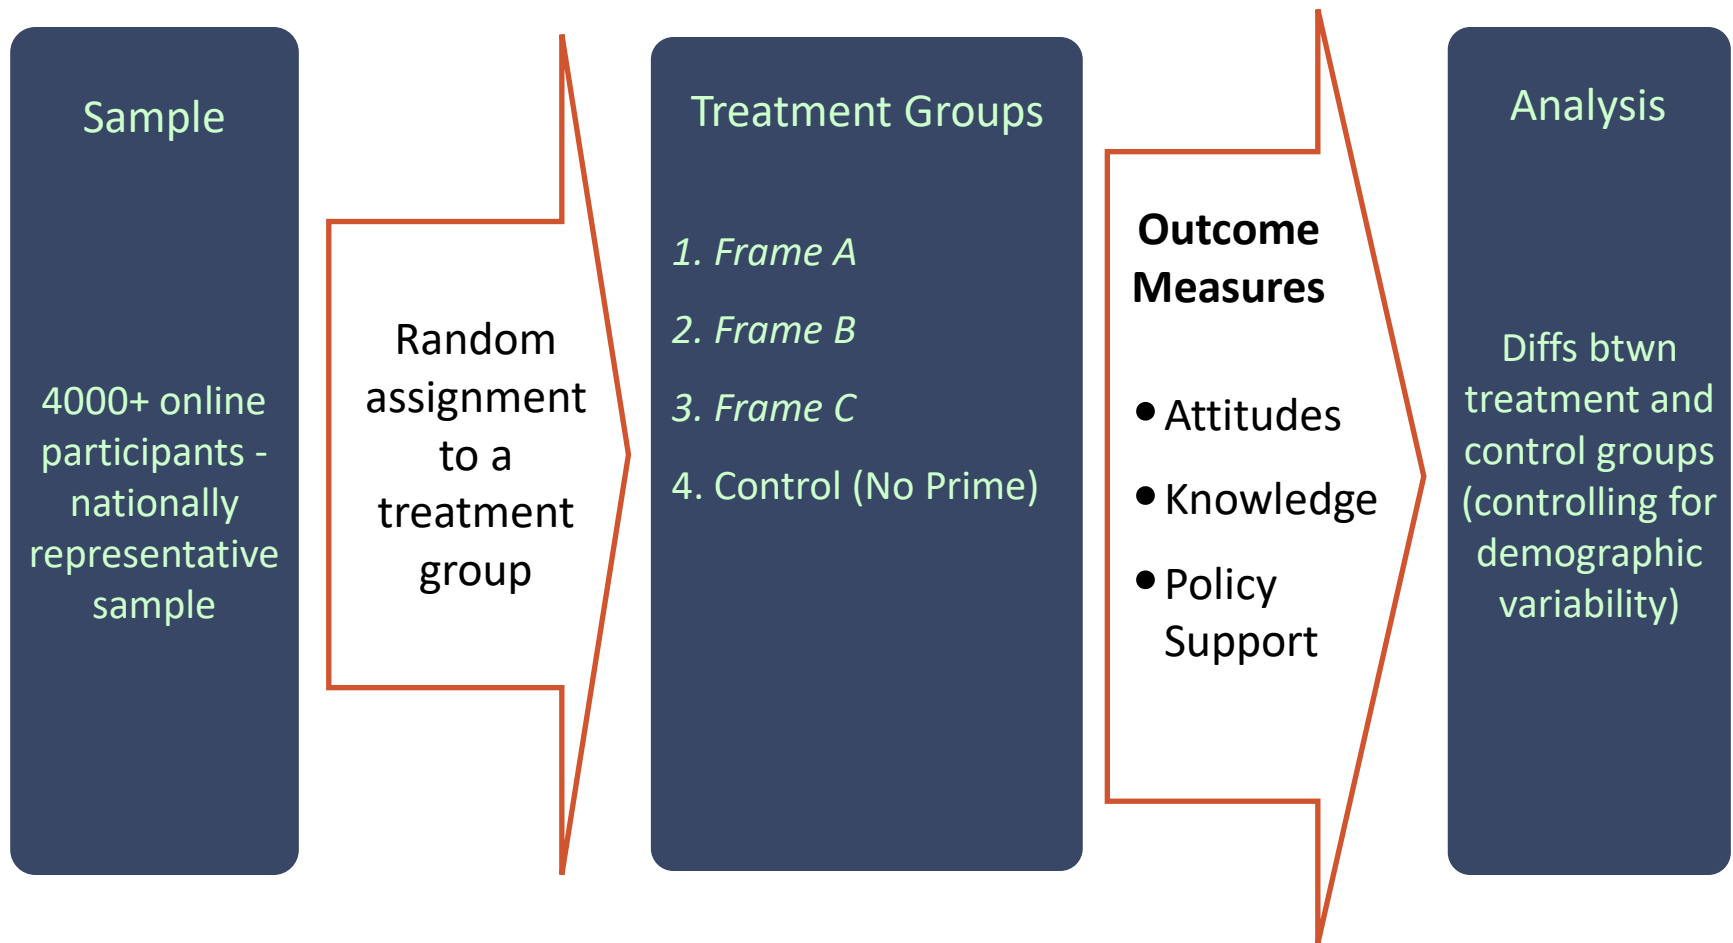 Sample
4000+ online
participants -
nationally
representative
sample
Random
assignment
to a
treatment
group
Treatment Groups
1. Frame A
2. Frame B
3. Frame C
4. Control (No Prime)
Outcome
Measures
• Attitudes
• Knowledge
• Policy
Support
Analysis
Diffs btwn
treatment and
control groups
(controlling for
demographic
variability)